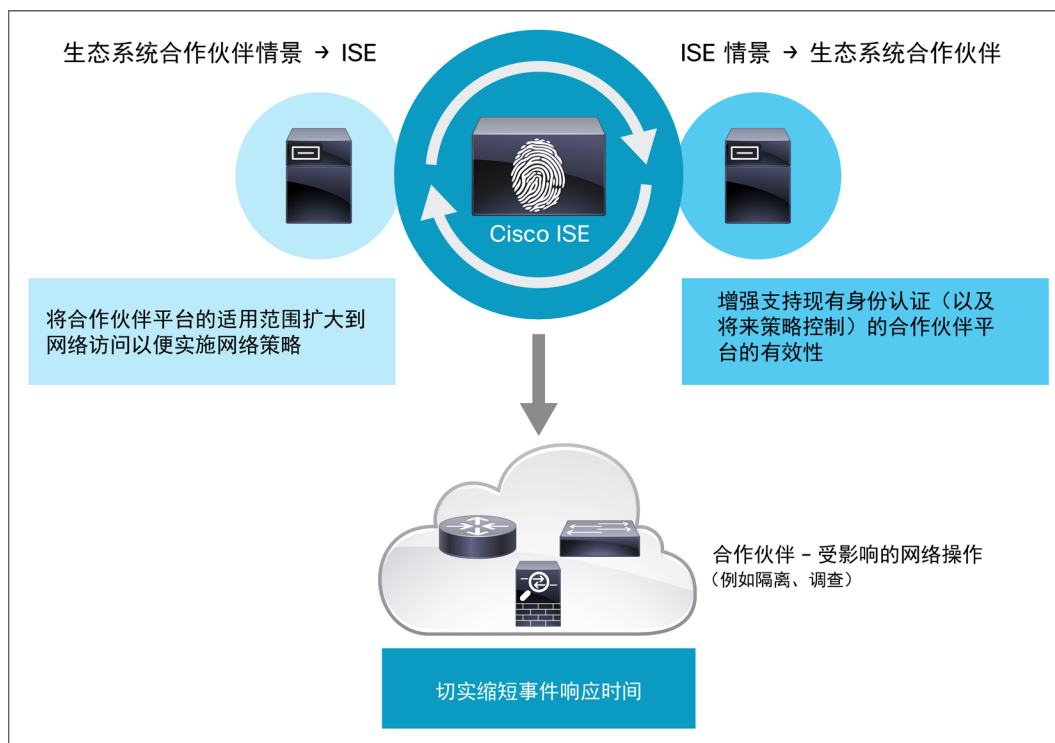 生态系统合作伙伴情景 → ISE
ISE 情景 → 生态系统合作伙伴
Cisco ISE
将合作伙伴平台的适用范围扩大到
网络访问以便实施网络策略
增强支持现有身份认证（以及
将来策略控制）的合作伙伴平
台的有效性
合作伙伴 – 受影响的网络操作
（例如隔离、调查）
切实缩短事件响应时间